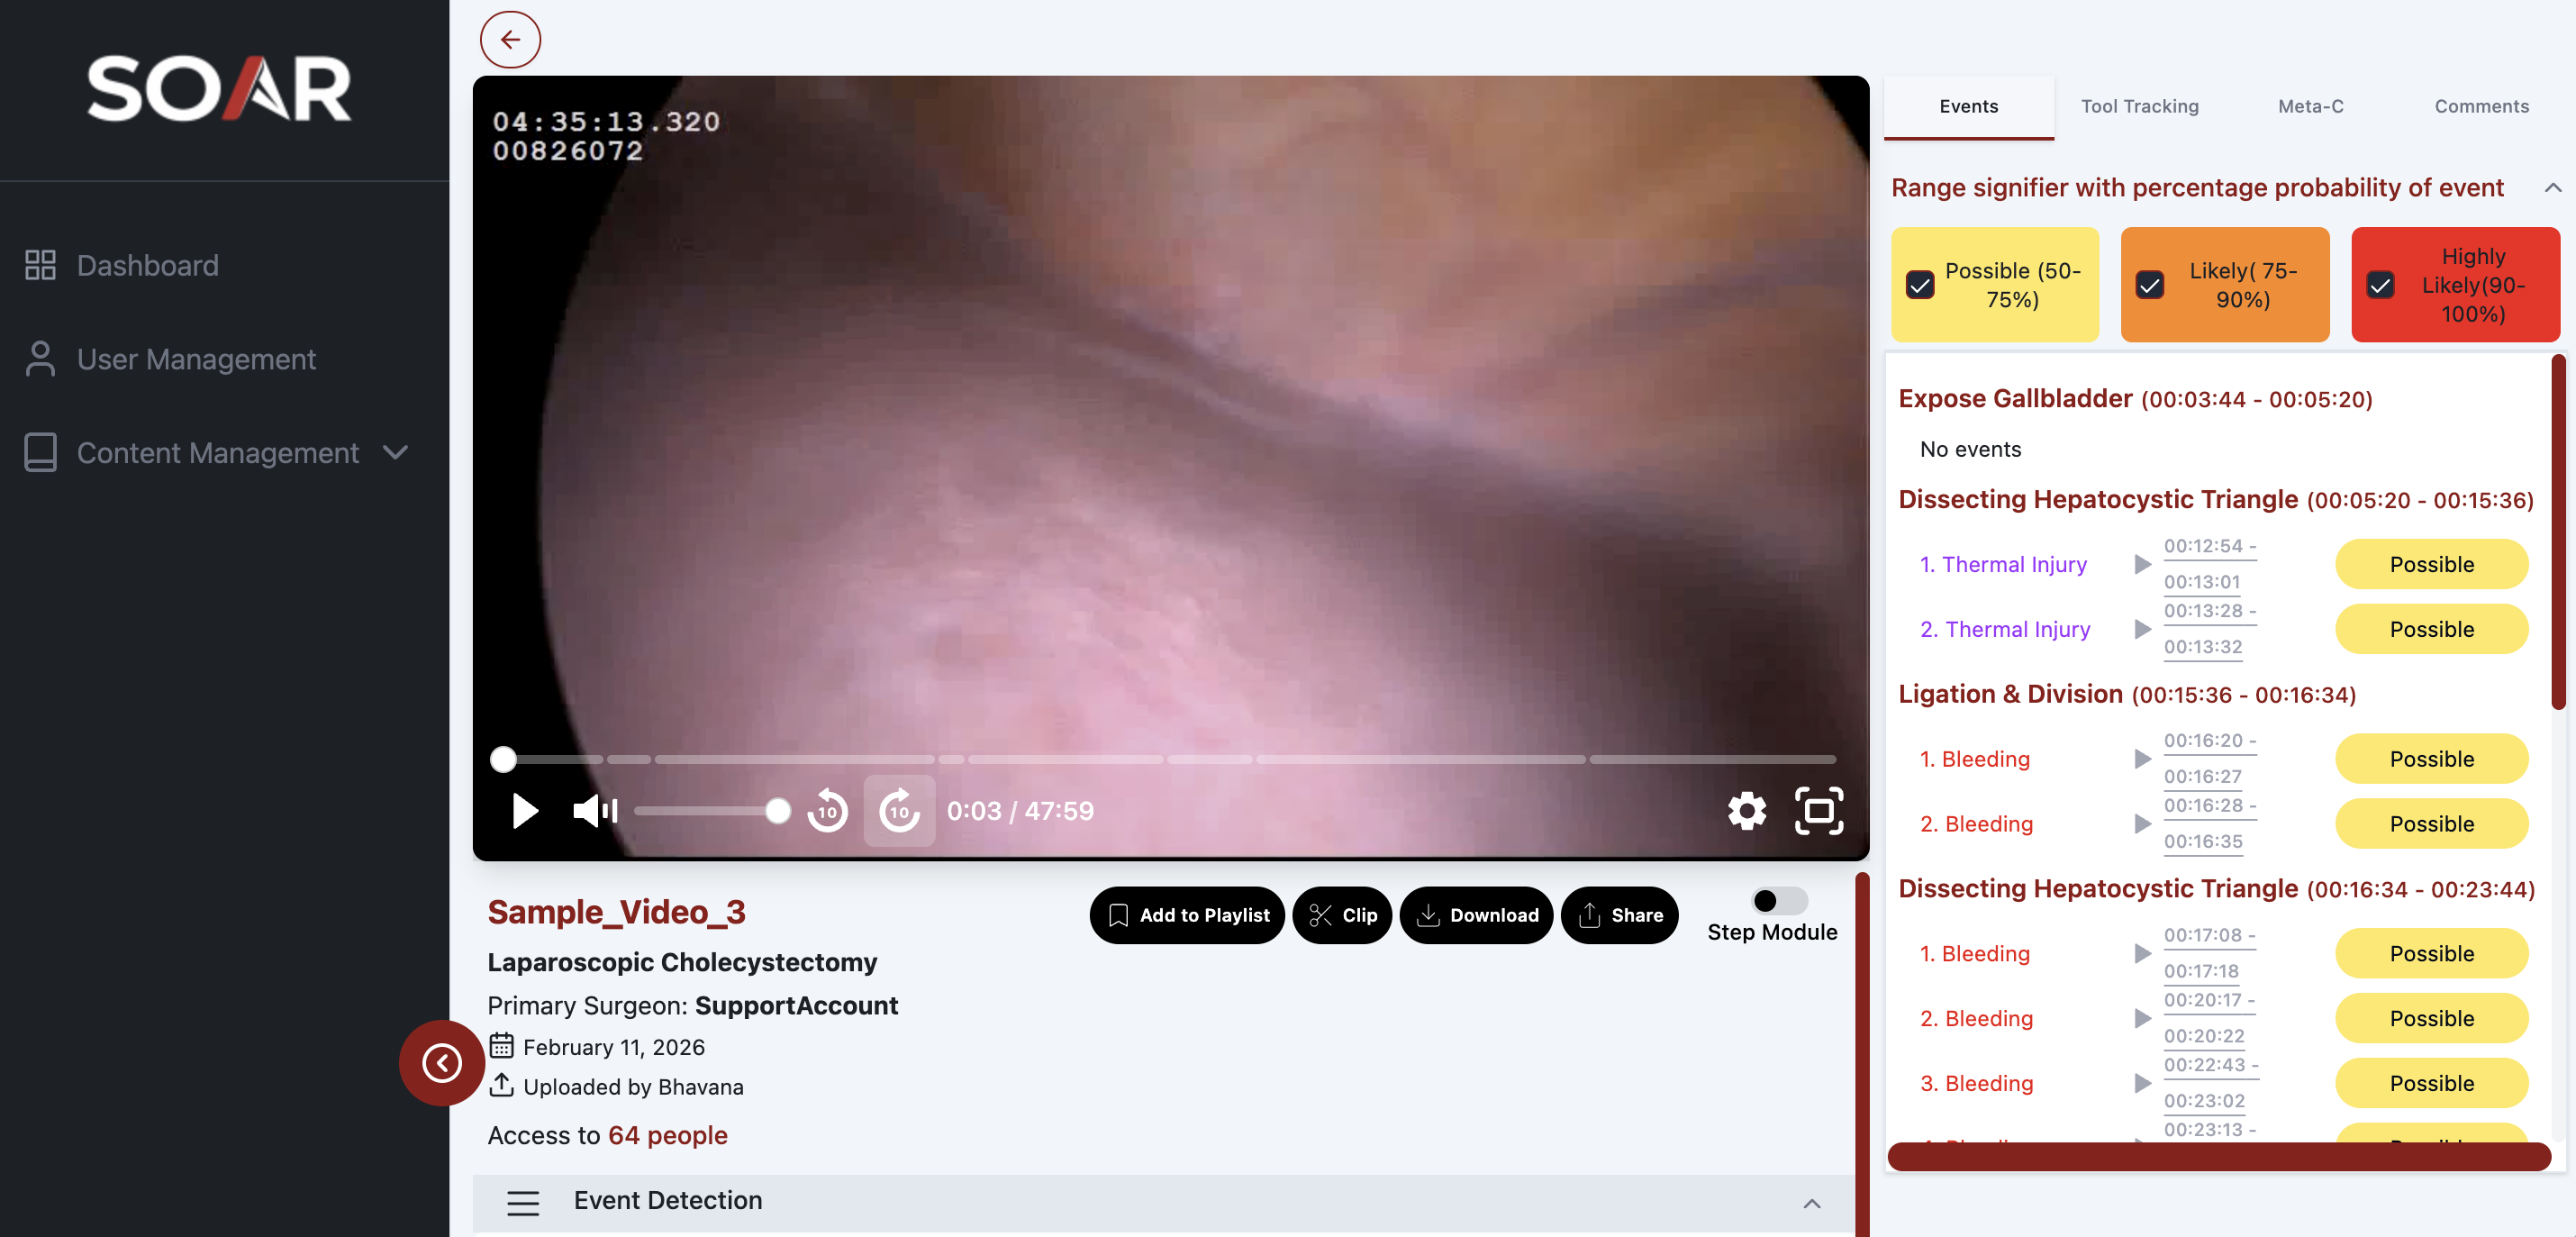 SOAR
Dashboard
User Management
Content Management
04:35:13.320
00826072
10
10
0:03 / 47:59
Sample_Video_3
Laparoscopic Cholecystectomy
Primary Surgeon: SupportAccount
February 11, 2026
Uploaded by Bhavana
Access to 64 people
Add to Playlist
Clip
Download
Share
Step Module
Event Detection
Events
Tool Tracking
Meta-C
Comments
Range signifier with percentage probability of event
Possible (50-
75%)
Likely( 75-
90%)
Highly
Likely(90-
100%)
Expose Gallbladder (00:03:44 - 00:05:20)
No events
Dissecting Hepatocystic Triangle (00:05:20 - 00:15:36)
1. Thermal Injury
00:12:54 -
00:13:01
Possible
2. Thermal Injury
00:13:28 -
00:13:32
Possible
Ligation & Division (00:15:36 - 00:16:34)
1. Bleeding
00:16:20 -
00:16:27
Possible
2. Bleeding
00:16:28 -
00:16:35
Possible
Dissecting Hepatocystic Triangle (00:16:34 - 00:23:44)
1. Bleeding
00:17:08 -
00:17:18
Possible
2. Bleeding
00:20:17 -
00:20:22
Possible
3. Bleeding
00:22:43 -
00:23:02
Possible
00:23:13 -